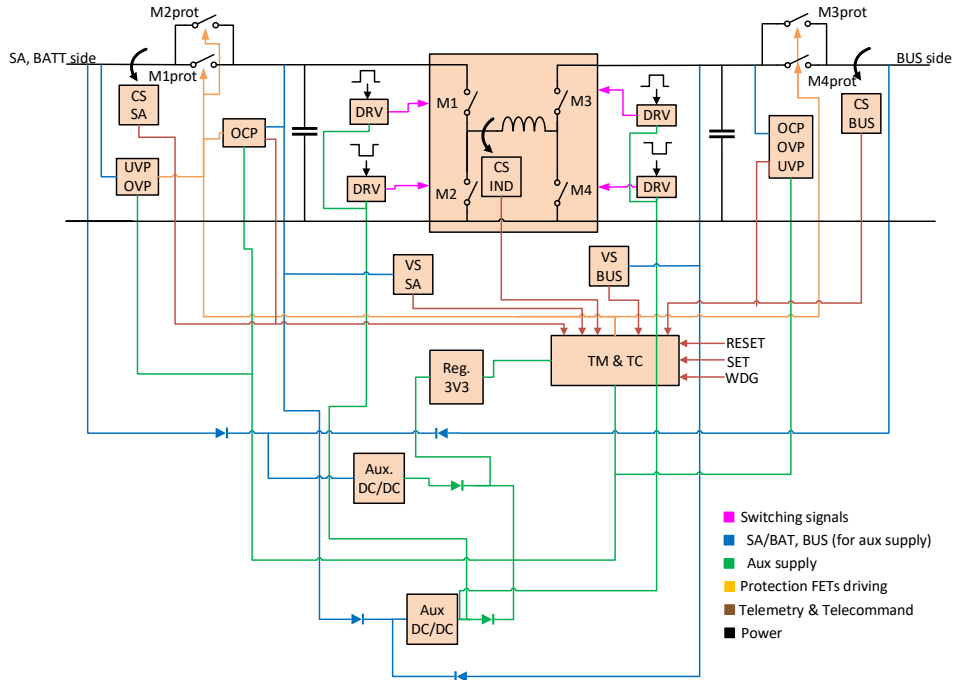 M2prot
M3prot
SA, BATT side
BUS side
M1prot
M4prot
CS
SA
OCP
UVP
OVP
DRV
DRV
M1
M2
M3
M4
CS
IND
DRV
DRV
OCP
OVP
UVP
CS
BUS
VS
SA
VS
BUS
TM & TC
RESET
SET
WDG
Reg.
3V3
Aux.
DC/DC
Aux
DC/DC
Switching signals
SA/BAT, BUS (for aux supply)
Aux supply
Protection FETs driving
Telemetry & Telecommand
Power